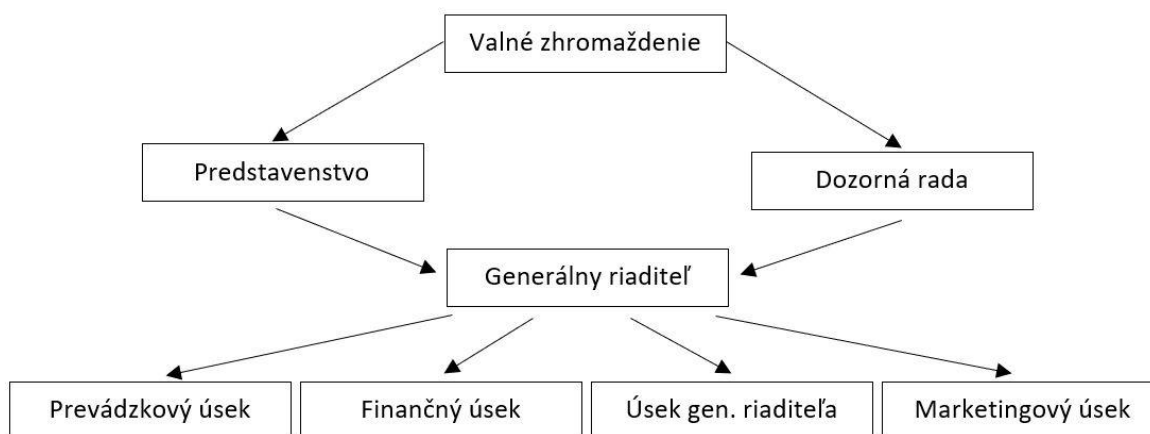 Valné zhromaždenie
Predstavenstvo
Dozorná rada
Generálny riaditeľ
Prevádzkový úsek
Finančný úsek
Úsek gen. riaditeľa
Marketingový úsek